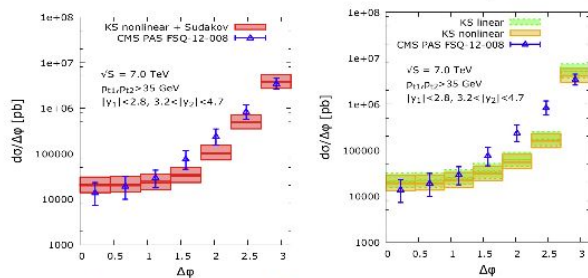 KS nonlinear + Sudakov
CMS PAS FSQ-12-008
√S = 7.0 TeV
pt1,pt2>35 GeV
|y1|<2.8, 3.2<|y2|<4.7
dσ/Δφ [pb]
1e+08
1e+07
1e+06
100000
10000
1000
0 0.5 1 1.5 2 2.5 3
Δφ
KS linear
KS nonlinear
CMS PAS FSQ-12-008
√S = 7.0 TeV
pt1,pt2>35 GeV
|y1|<2.8, 3.2<|y2|<4.7
dσ/Δφ [pb]
1e+08
1e+07
1e+06
100000
10000
1000
0 0.5 1 1.5 2 2.5 3
Δφ